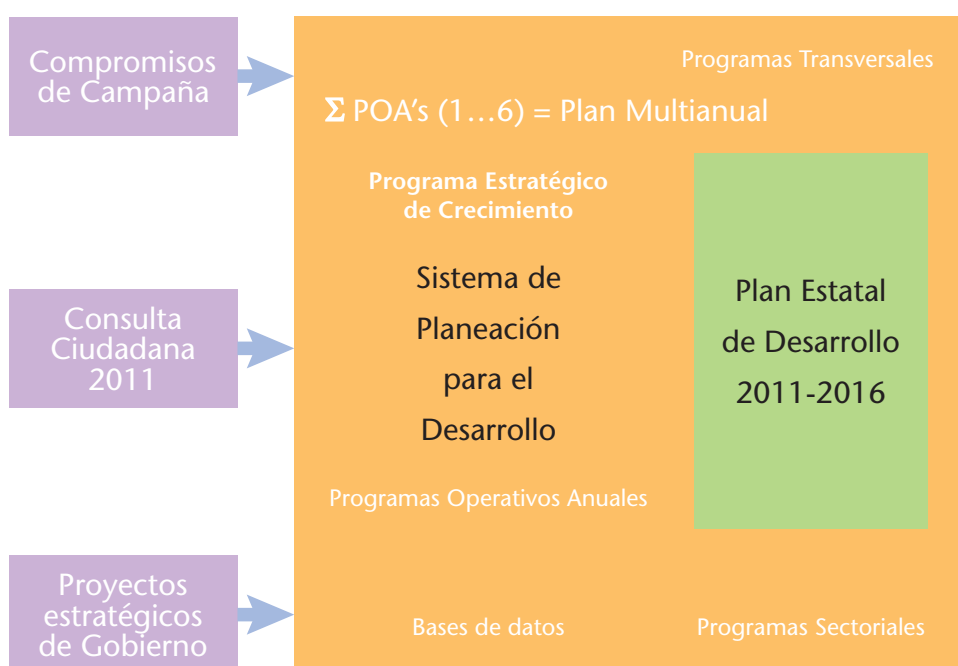 Compromisos
de Campaña
Programas Transversales
Σ POA’s (1…6) = Plan Multianual
Programa Estratégico
de Crecimiento
Consulta
Ciudadana
2011
Sistema de
Planeación
para el
Desarrollo
Plan Estatal
de Desarrollo
2011-2016
Programas Operativos Anuales
Proyectos
estratégicos
de Gobierno
Bases de datos
Programas Sectoriales